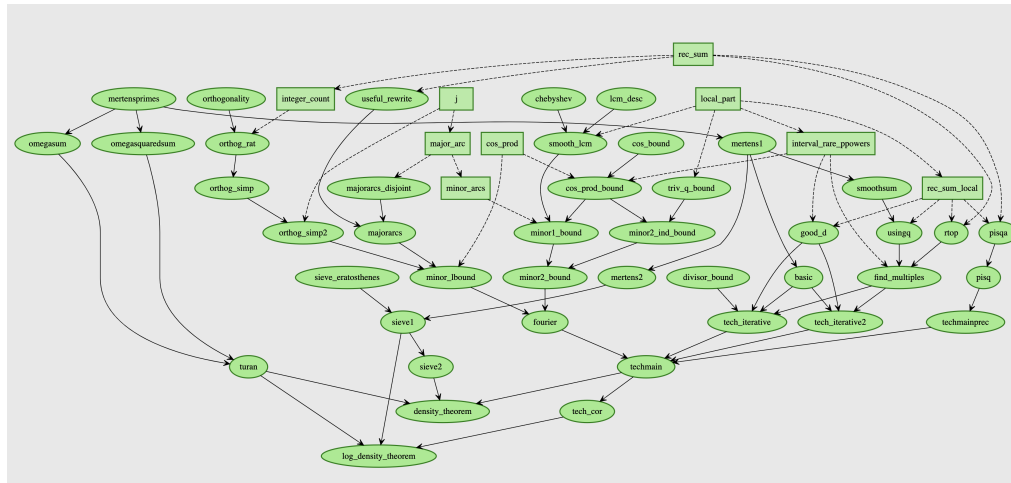 rec_sum
mertensprimes
orthogonality
integer_count
useful_rewrite
j
chebyshev
lcm_desc
local_part
omegasum
omegasquaredsum
orthog_rat
major_arc
cos_prod
smooth_lcm
cos_bound
mertens1
interval_rare_ppowers
orthog_simp
majorarcs_disjoint
minor_arcs
cos_prod_bound
triv_q_bound
smoothsum
rec_sum_local
orthog_simp2
majorarcs
minor1_bound
minor2_ind_bound
good_d
usingq
rtop
pisqa
sieve_eratosthenes
minor_lbound
minor2_bound
mertens2
divisor_bound
basic
find_multiples
pisq
sieve1
fourier
tech_iterative
tech_iterative2
techmainprec
turan
sieve2
techmain
density_theorem
tech_cor
log_density_theorem